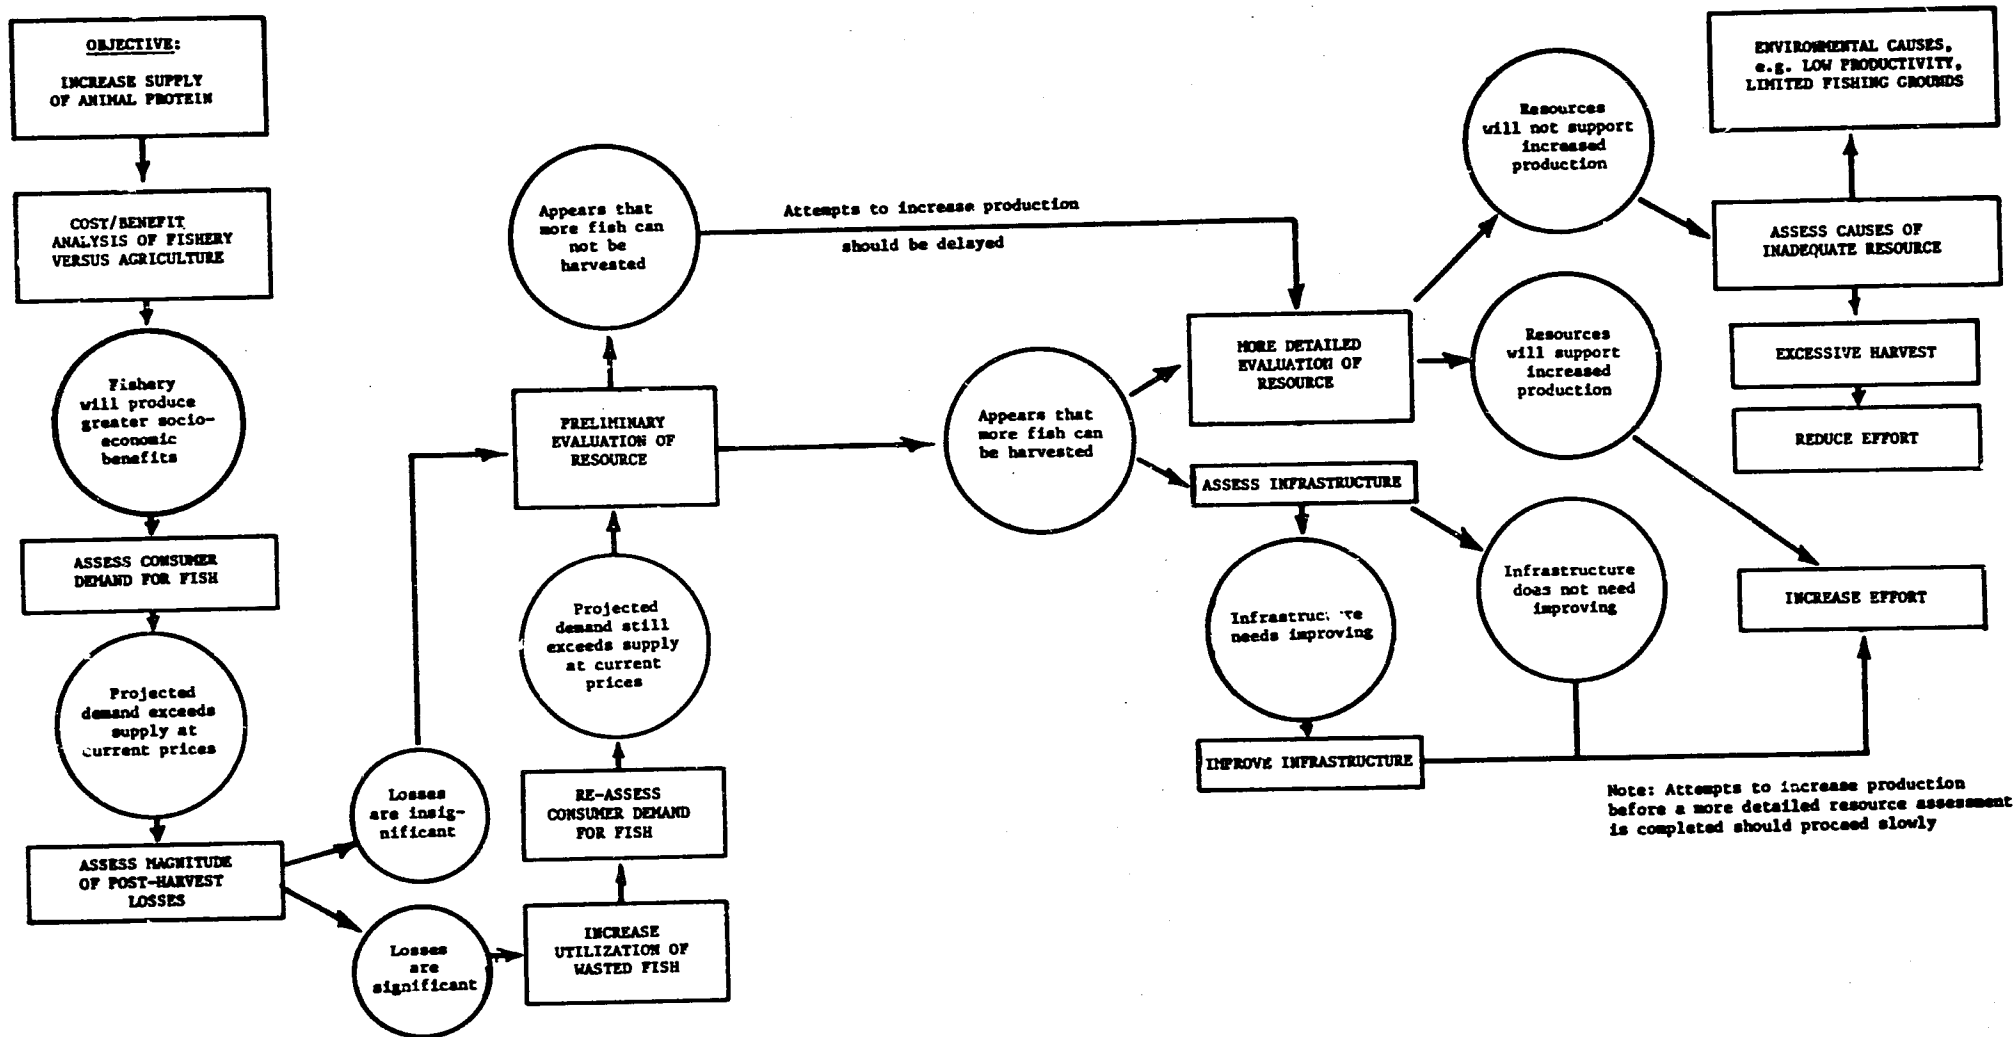 OBJECTIVE:
INCREASE SUPPLY
OF ANIMAL PROTEIN
COST/BENEFIT
ANALYSIS OF FISHERY
VERSUS AGRICULTURE
Fishery
will produce
greater socio-
economic
benefits
ASSESS CONSUMER
DEMAND FOR FISH
Projected
demand exceeds
supply at
current prices
ASSESS MAGNITUDE
OF POST-HARVEST
LOSSES
Losses
are insig-
nificant
Losses
are
significant
INCREASE
UTILIZATION OF
WASTED FISH
RE-ASSESS
CONSUMER DEMAND
FOR FISH
Projected
demand still
exceeds supply
at current
prices
PRELIMINARY
EVALUATION OF
RESOURCE
Appears that
more fish can
not be
harvested
Attempts to increase production
should be delayed
Appears that
more fish can
be harvested
MORE DETAILED
EVALUATION OF
RESOURCE
ASSESS INFRASTRUCTURE
Infrastructure
needs improving
IMPROVE INFRASTRUCTURE
Resources
will not support
increased
production
Resources
will support
increased
production
Infrastructure
does not need
improving
ENVIRONMENTAL CAUSES,
e.g. LOW PRODUCTIVITY,
LIMITED FISHING GROUNDS
ASSESS CAUSES OF
INADEQUATE RESOURCE
EXCESSIVE HARVEST
REDUCE EFFORT
INCREASE EFFORT
Note: Attempts to increase production
before a more detailed resource assessment
is completed should proceed slowly